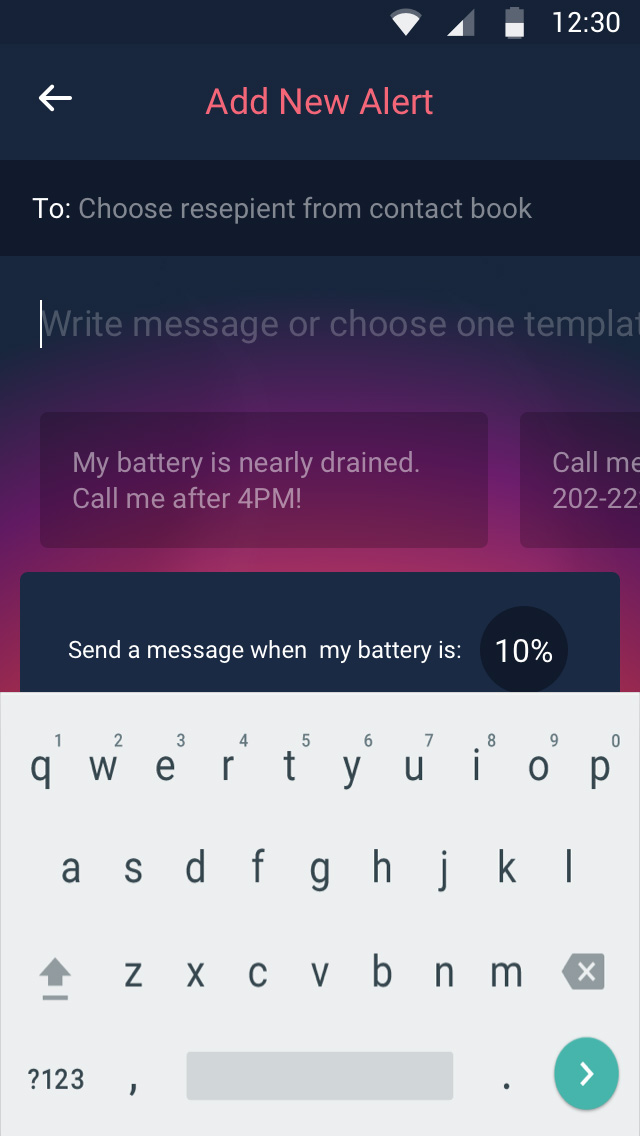 12:30
Add New Alert
To: Choose resepient from contact book
Write message or choose one
My battery is nearly drained.
Call me after 4PM!
Call me
202-22
Send a message when my battery is:
10%
1 2 3 4 5 6 7 8 9 0
q w e r t y u i o p
a s d f g h j k l
z x c v b n m
?123 , .